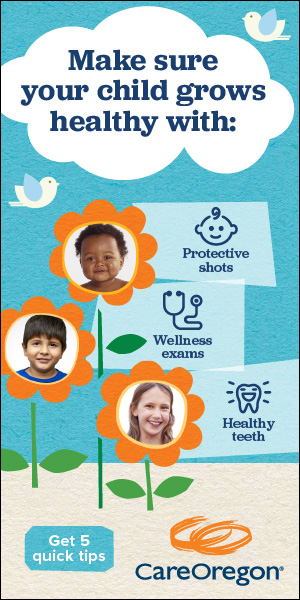 Make sure
your child grows
healthy with:
Protective
shots
Wellness
exams
Healthy
teeth
Get 5
quick tips
CareOregon®